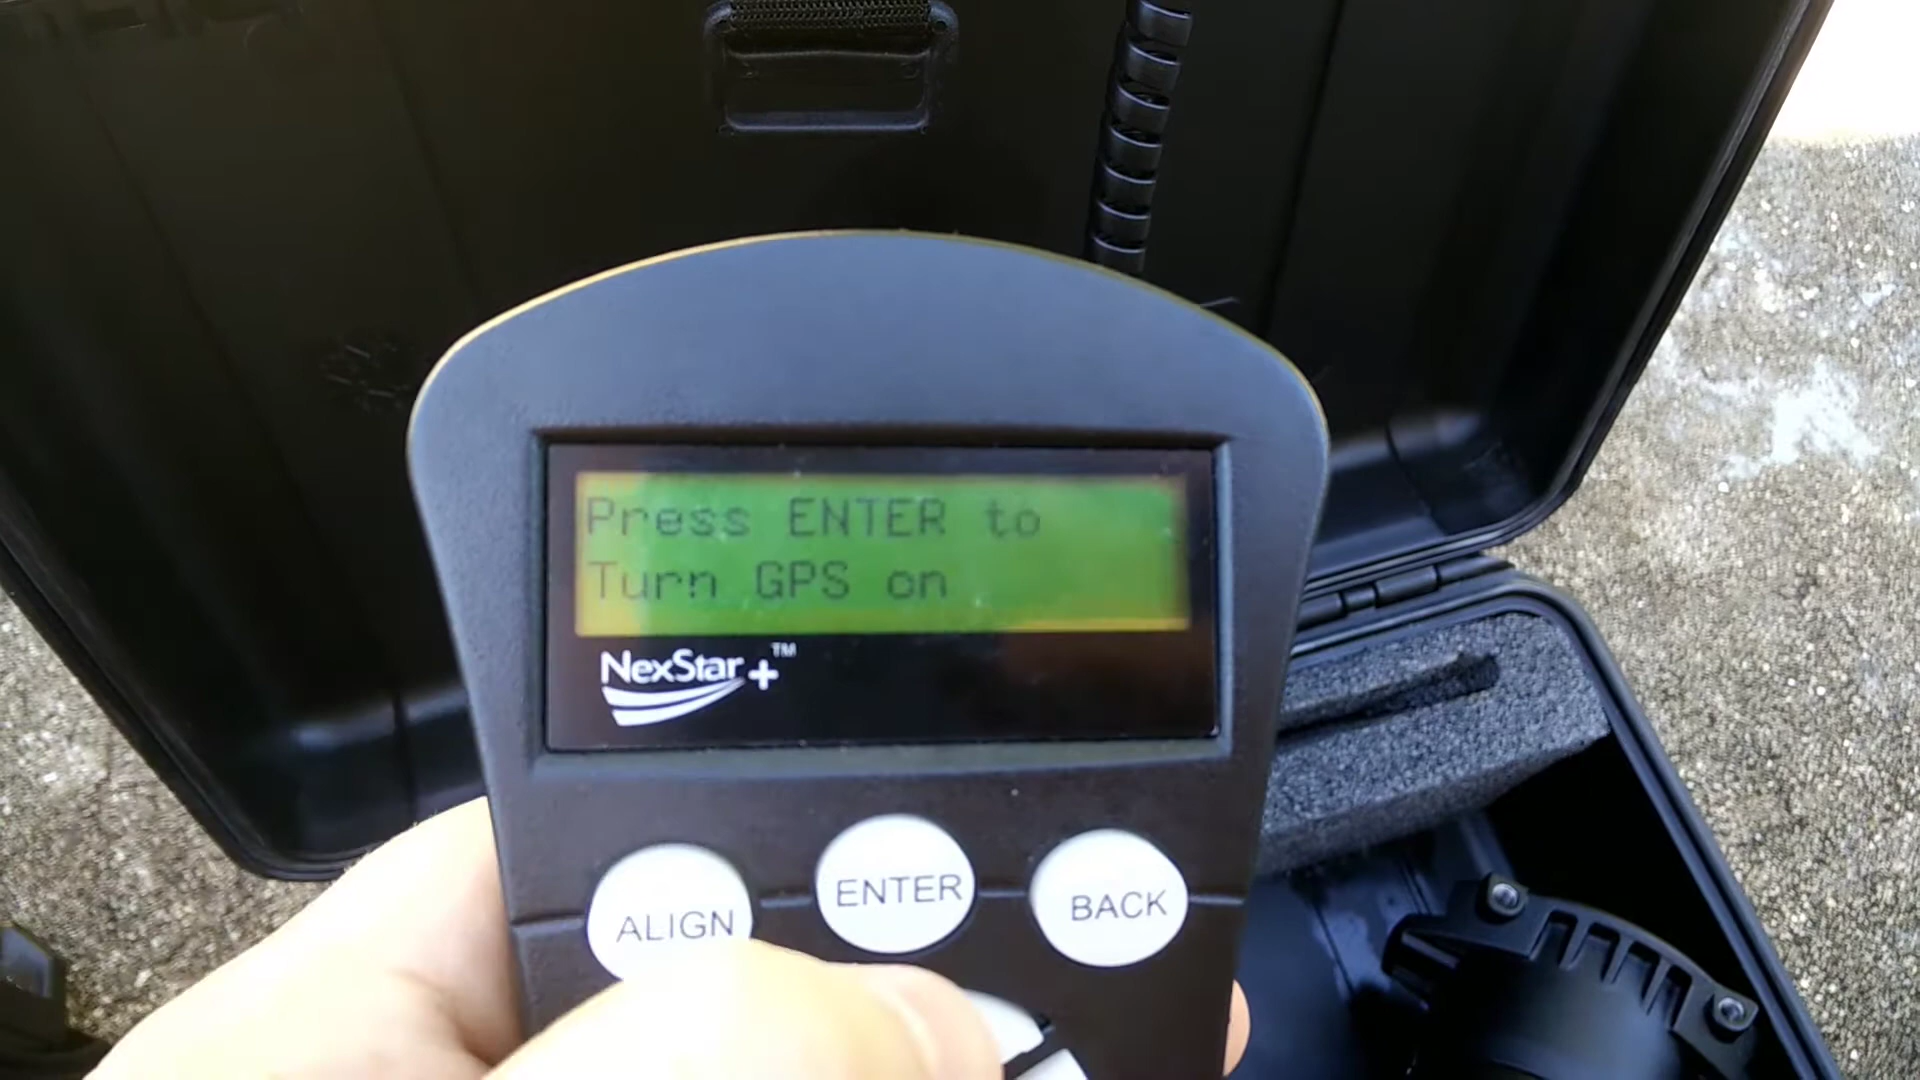 Press ENTER to
Turn GPS on
NexStar+™
ALIGN
ENTER
BACK